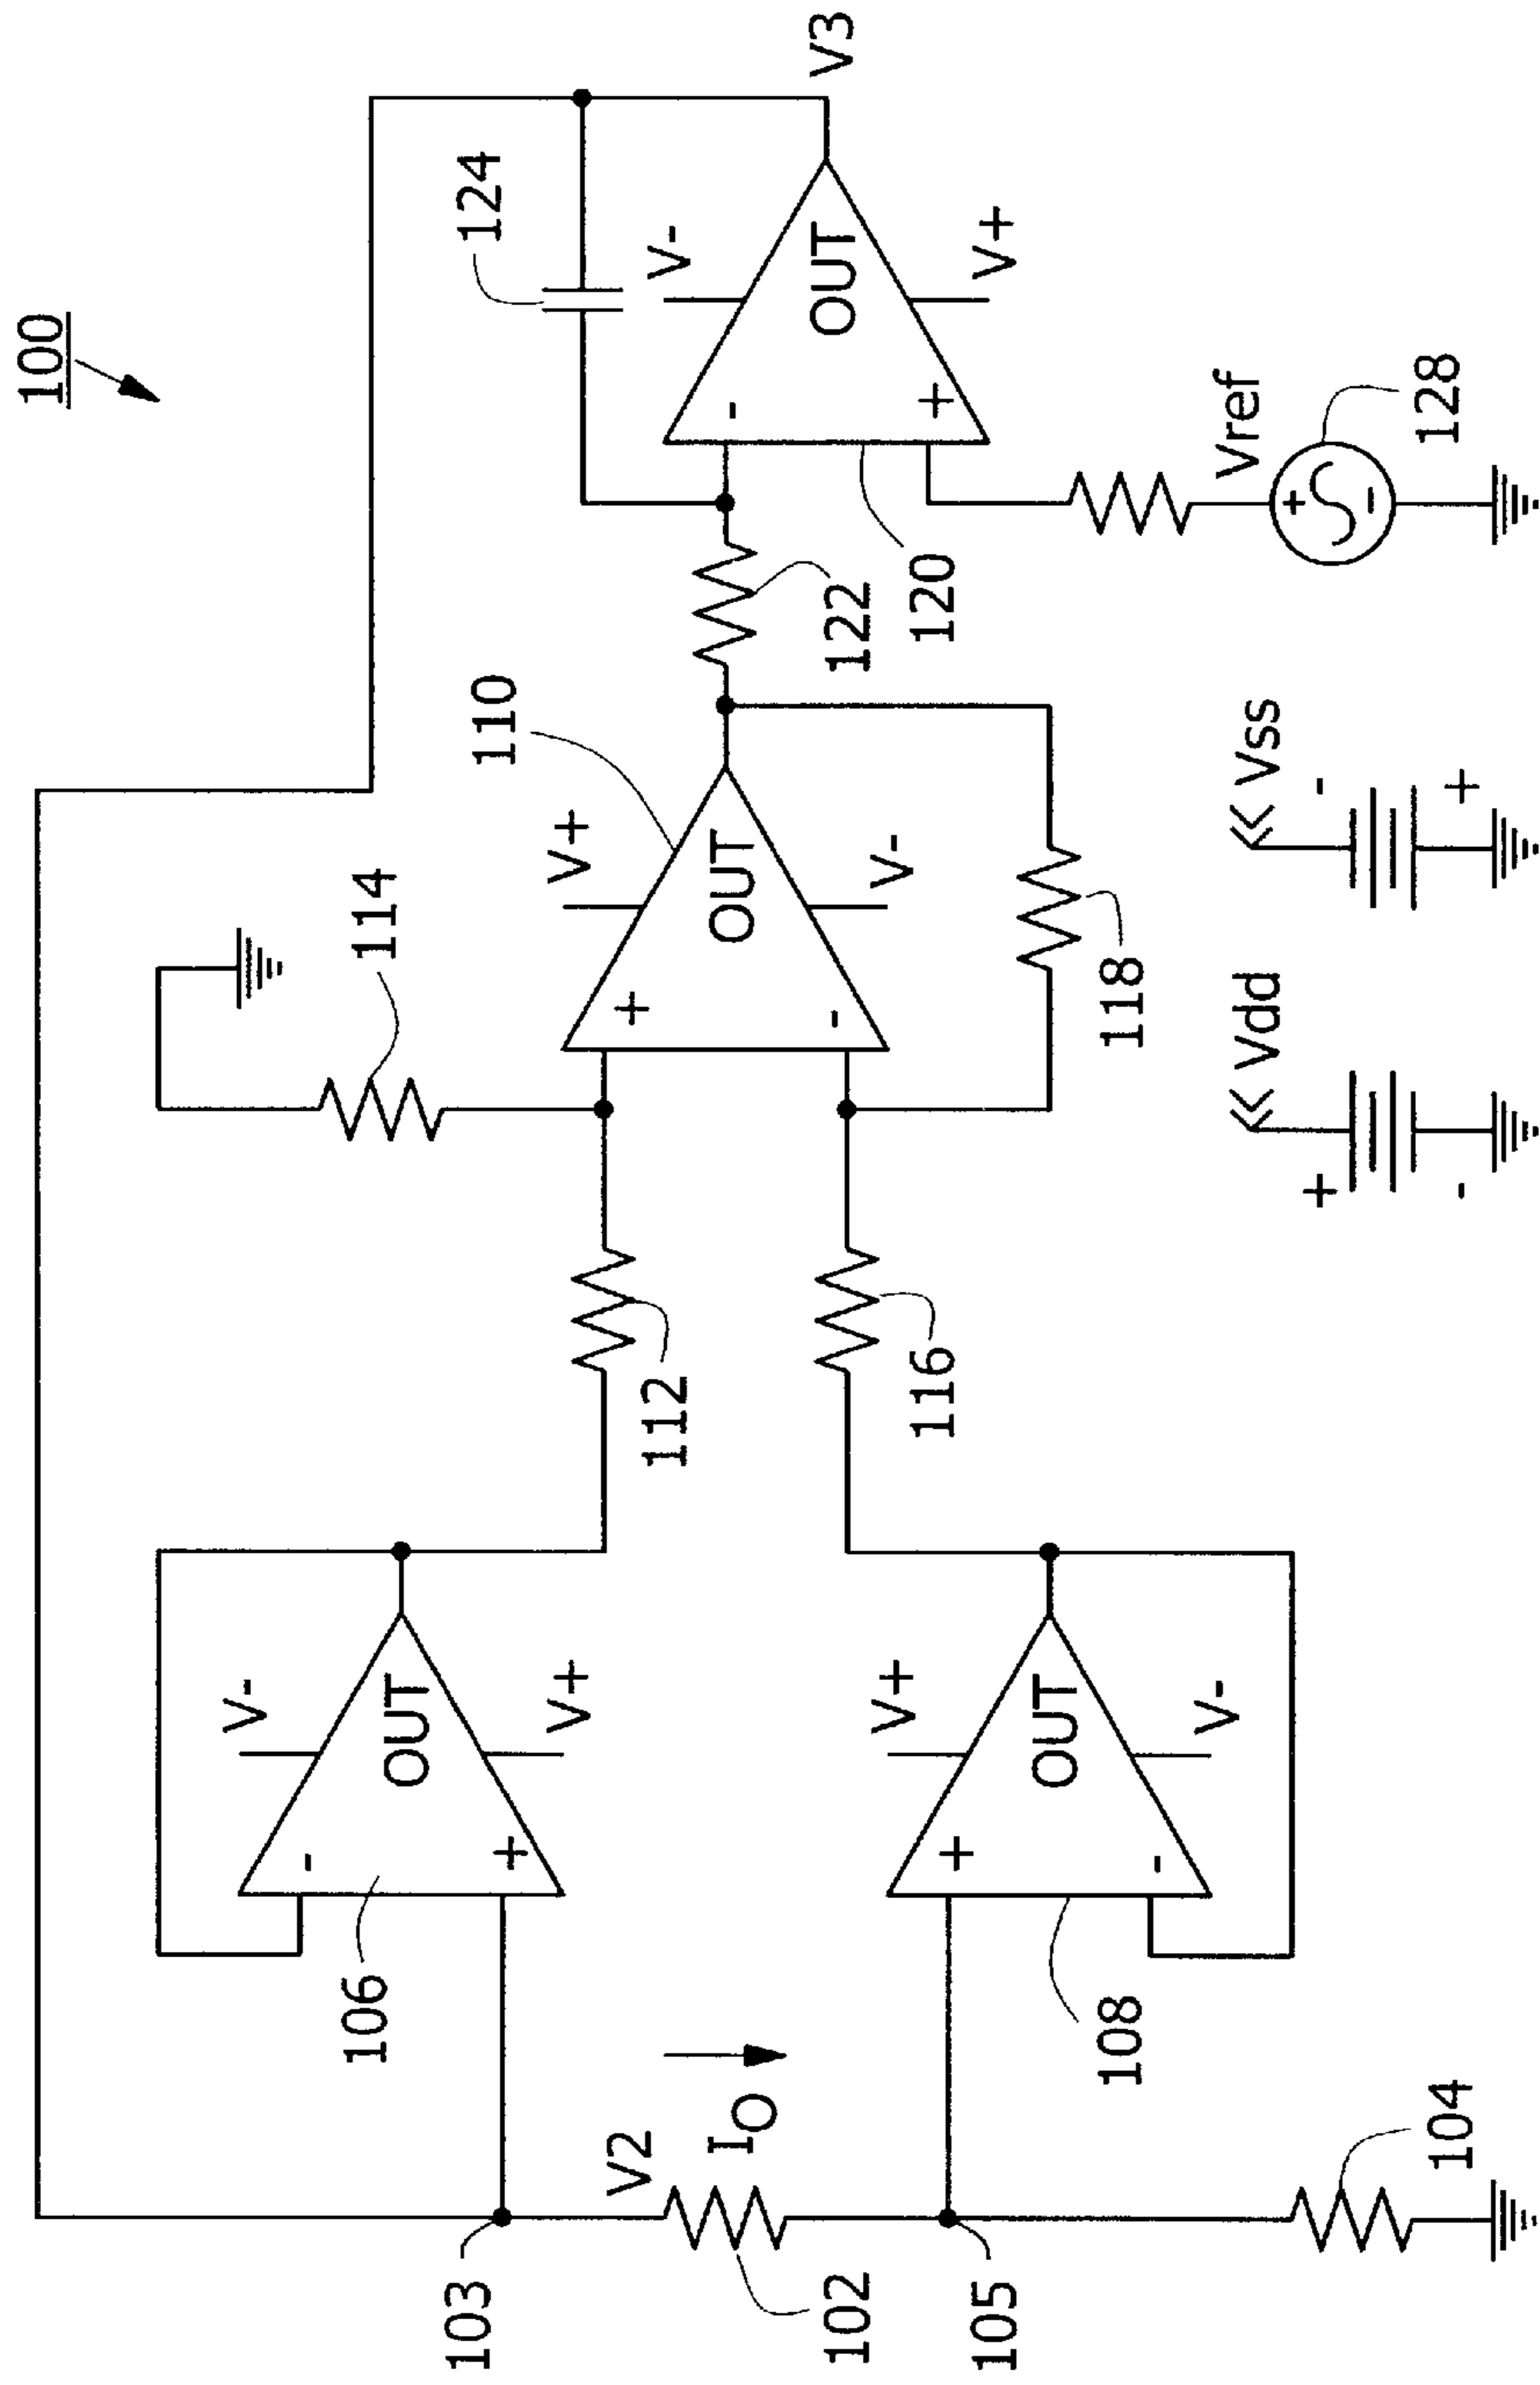 100
V3
124
V-
OUT
-
+
V+
120
122
Vref
+
-
128
110
V+
OUT
+
-
V-
114
118
112
116
Vss
-
+
Vdd
+
-
106
V-
OUT
-
+
V+
108
V+
OUT
+
-
V-
103
V2
IO
102
105
104